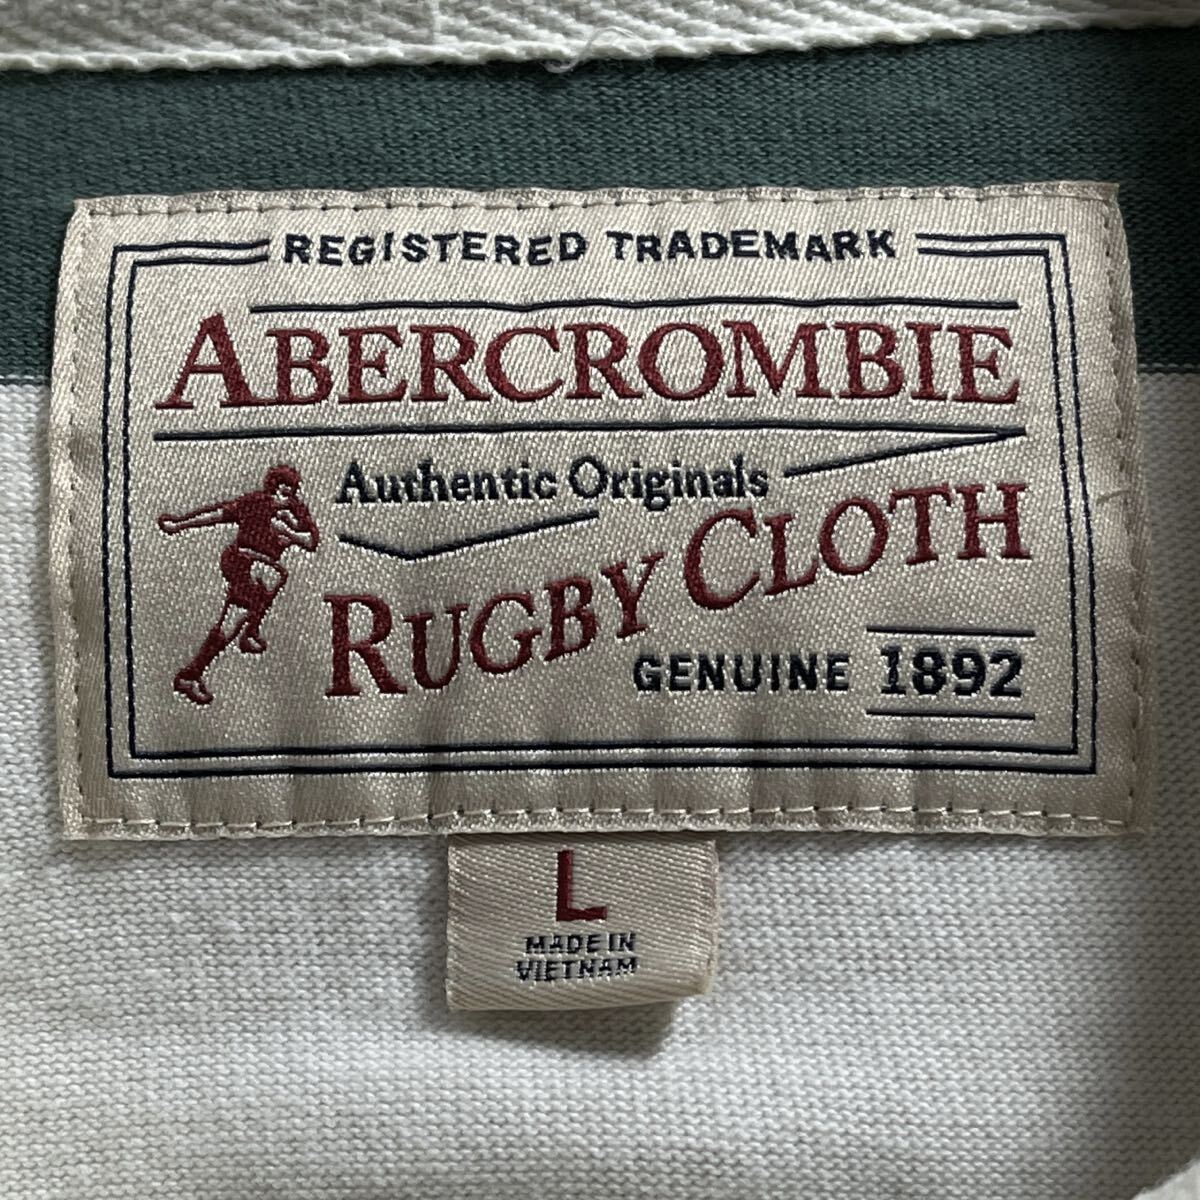 REGISTERED TRADEMARK
ABERCROMBIE
Authentic Originals
RUGBY CLOTH
GENUINE 1892
L
MADE IN
VIETNAM